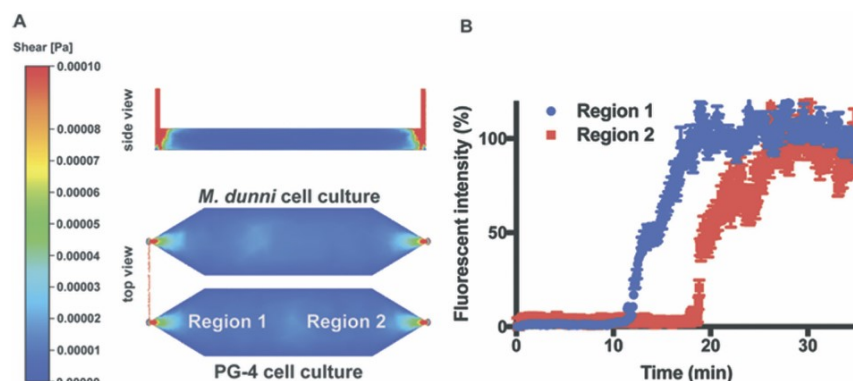 A
Shear [Pa]
0.00010
0.00008
0.00007
0.00006
0.00005
0.00004
0.00003
0.00002
0.00001
0.00000
side view
M. dunni cell culture
top view
Region 1
Region 2
PG-4 cell culture
B
Region 1
Region 2
Fluorescent intensity (%)
100
50
0
0
10
20
30
Time (min)